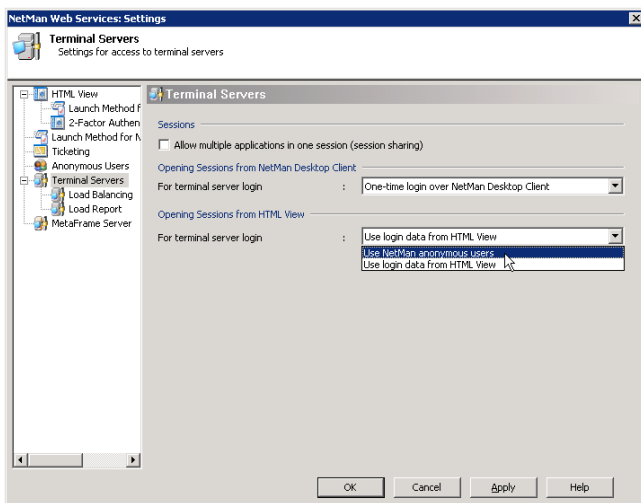 NetMan Web Services: Settings
Terminal Servers
Settings for access to terminal servers
HTML View
Launch Method f
2-Factor Authen
Launch Method for N
Ticketing
Anonymous Users
Terminal Servers
Load Balancing
Load Report
MetaFrame Server
Terminal Servers
Sessions
Allow multiple applications in one session (session sharing)
Opening Sessions from NetMan Desktop Client
For terminal server login : One-time login over NetMan Desktop Client
Opening Sessions from HTML View
For terminal server login : Use login data from HTML View
Use NetMan anonymous users
Use login data from HTML View
OK Cancel Apply Help